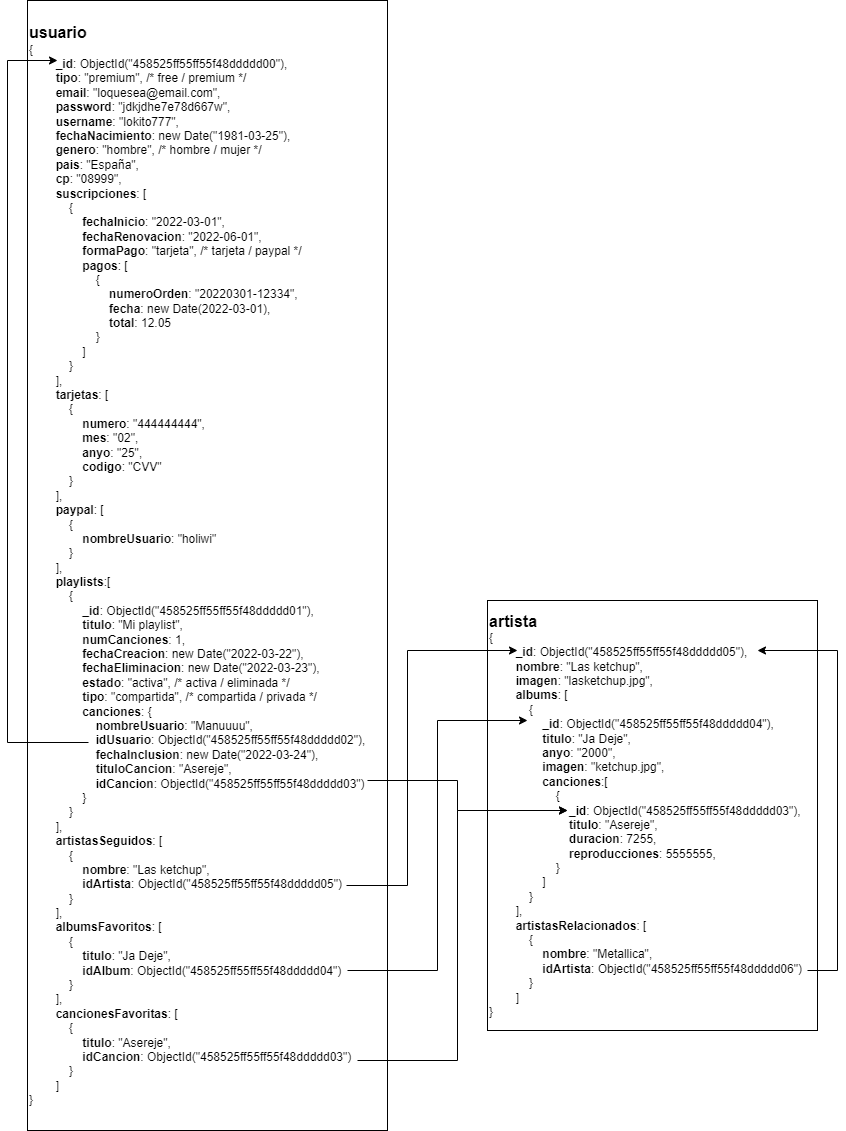 usuario
{
_id: ObjectId("458525ff55ff55f48ddddd00"),
tipo: "premium", /* free / premium */
email: "loquesea@email.com",
password: "jdkjdhe7e78d667w",
username: "lokito777",
fechaNacimiento: new Date("1981-03-25"),
genero: "hombre", /* hombre / mujer */
pais: "España",
cp: "08999",
suscripciones: [
{
fechaInicio: "2022-03-01",
fechaRenovacion: "2022-06-01",
formaPago: "tarjeta", /* tarjeta / paypal */
pagos: [
{
numeroOrden: "20220301-12334",
fecha: new Date(2022-03-01),
total: 12.05
}
]
}
],
tarjetas: [
{
numero: "444444444",
mes: "02",
anyo: "25",
codigo: "CVV"
}
],
paypal: [
{
nombreUsuario: "holiwi"
}
],
playlists:[
{
_id: ObjectId("458525ff55ff55f48ddddd01"),
titulo: "Mi playlist",
numCanciones: 1,
fechaCreacion: new Date("2022-03-22"),
fechaEliminacion: new Date("2022-03-23"),
estado: "activa", /* activa / eliminada */
tipo: "compartida", /* compartida / privada */
canciones: {
nombreUsuario: "Manuuuu",
idUsuario: ObjectId("458525ff55ff55f48ddddd02"),
fechaInclusion: new Date("2022-03-24"),
tituloCancion: "Asereje",
idCancion: ObjectId("458525ff55ff55f48ddddd03")
}
}
],
artistasSeguidos: [
{
nombre: "Las ketchup",
idArtista: ObjectId("458525ff55ff55f48ddddd05")
}
],
albumsFavoritos: [
{
titulo: "Ja Deje",
idAlbum: ObjectId("458525ff55ff55f48ddddd04")
}
],
cancionesFavoritas: [
{
titulo: "Asereje",
idCancion: ObjectId("458525ff55ff55f48ddddd03")
}
]
}
artista
{
_id: ObjectId("458525ff55ff55f48ddddd05"),
nombre: "Las ketchup",
imagen: "lasketchup.jpg",
albums: [
{
_id: ObjectId("458525ff55ff55f48ddddd04"),
titulo: "Ja Deje",
anyo: "2000",
imagen: "ketchup.jpg",
canciones:[
{
_id: ObjectId("458525ff55ff55f48ddddd03"),
titulo: "Asereje",
duracion: 7255,
reproducciones: 5555555,
}
]
}
],
artistasRelacionados: [
{
nombre: "Metallica",
idArtista: ObjectId("458525ff55ff55f48ddddd06")
}
]
}